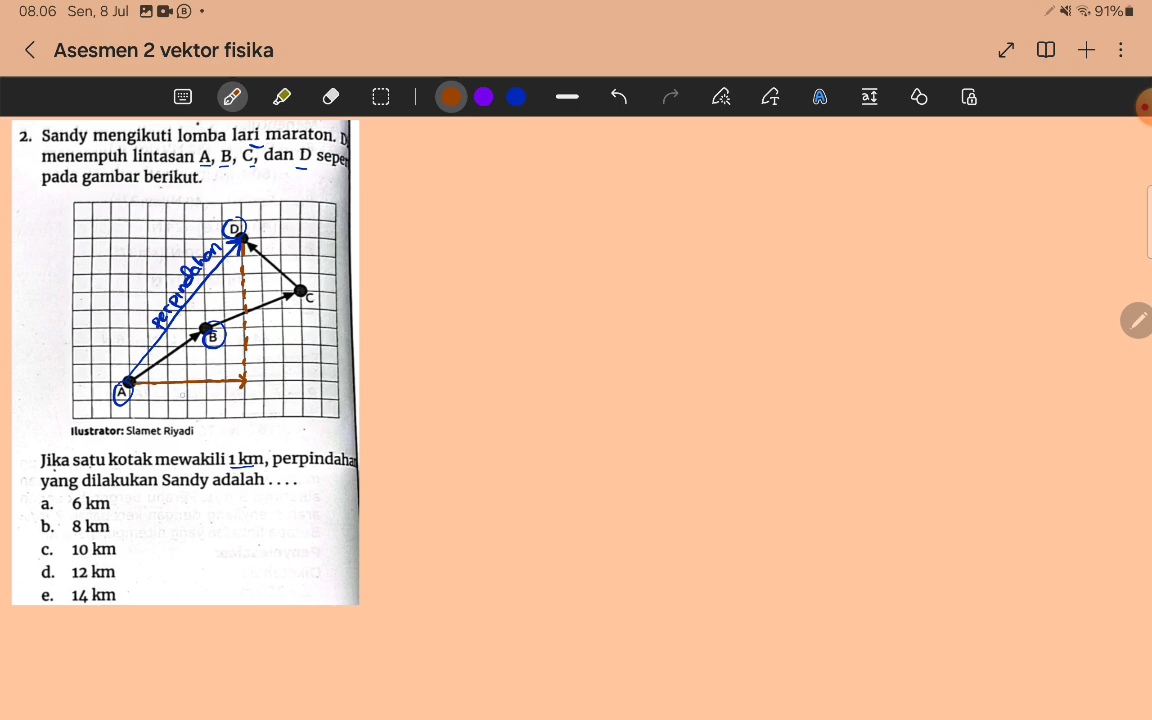 08.06 Sen, 8 Jul
91%
Asesmen 2 vektor fisika
2. Sandy mengikuti lomba lari maraton.
menempuh lintasan A, B, C, dan D
pada gambar berikut.
D
perpindahan
C
B
A
Ilustrator: Slamet Riyadi
Jika satu kotak mewakili 1 km,
yang dilakukan Sandy adalah . . . .
a. 6 km
b. 8 km
c. 10 km
d. 12 km
e. 14 km